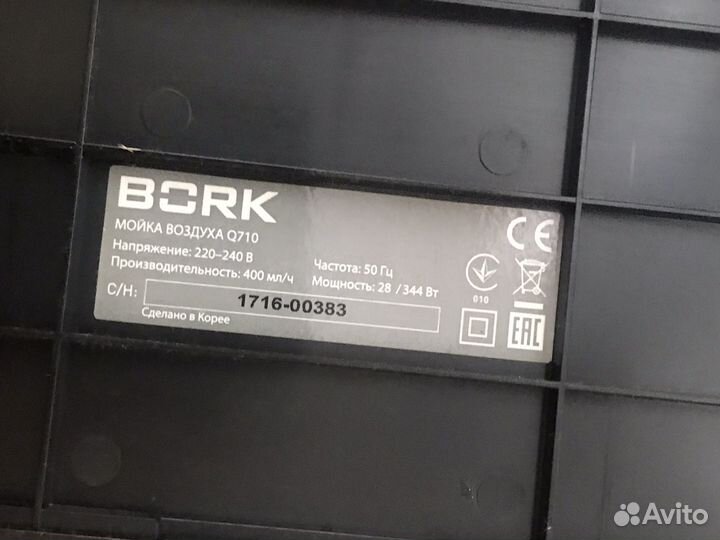 BORK
МОЙКА ВОЗДУХА Q710
Напряжение: 220–240 В
Частота: 50 Гц
Производительность: 400 мл/ч
Мощность: 28 / 344 Вт
С/Н: 1716-00383
Сделано в Корее
CE
010
EAC
Avito